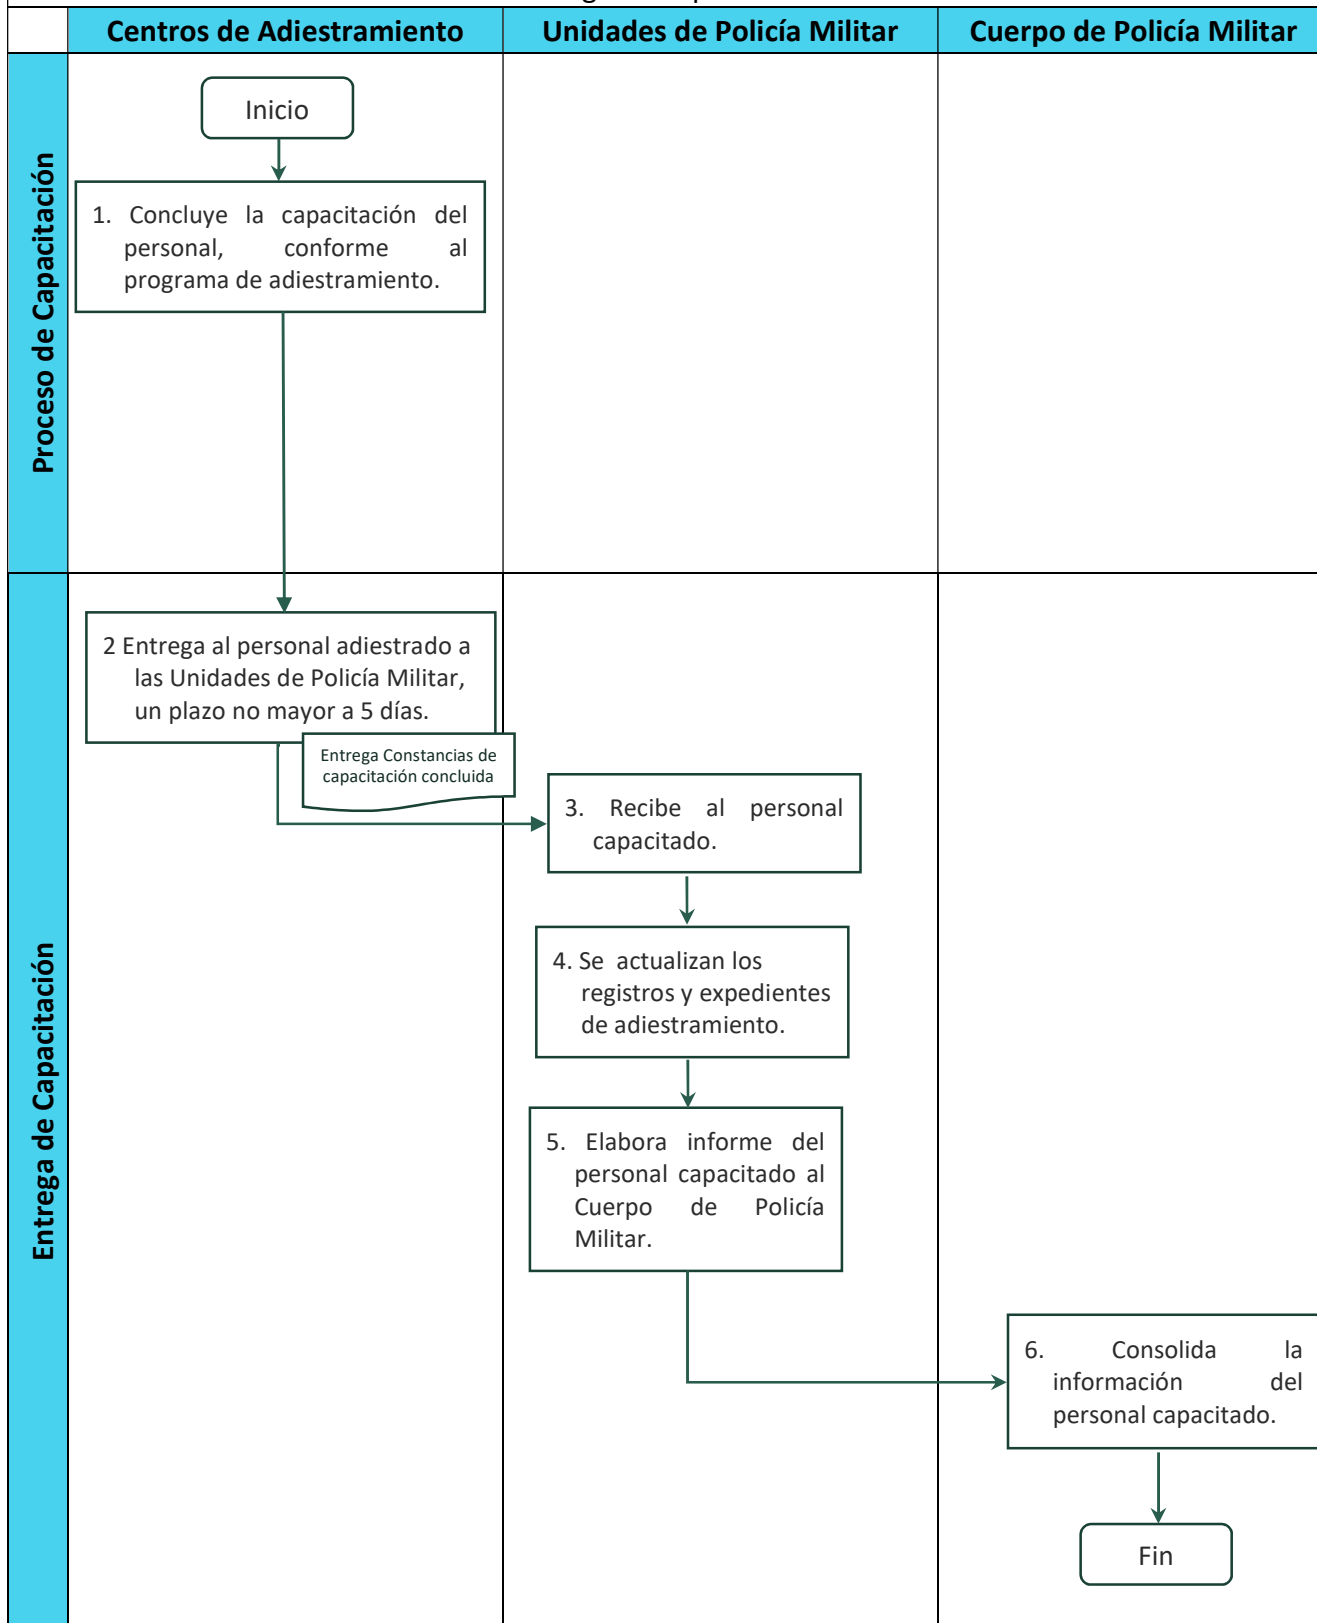 Centros de Adiestramiento
Unidades de Policía Militar
Cuerpo de Policía Militar
Proceso de Capacitación
Inicio
1. Concluye la capacitación del
personal, conforme al
programa de adiestramiento.
Entrega de Capacitación
2 Entrega al personal adiestrado a
las Unidades de Policía Militar,
un plazo no mayor a 5 días.
Entrega Constancias de
capacitación concluida
3. Recibe al personal
capacitado.
4. Se actualizan los
registros y expedientes
de adiestramiento.
5. Elabora informe del
personal capacitado al
Cuerpo de Policía
Militar.
6. Consolida la
información del
personal capacitado.
Fin